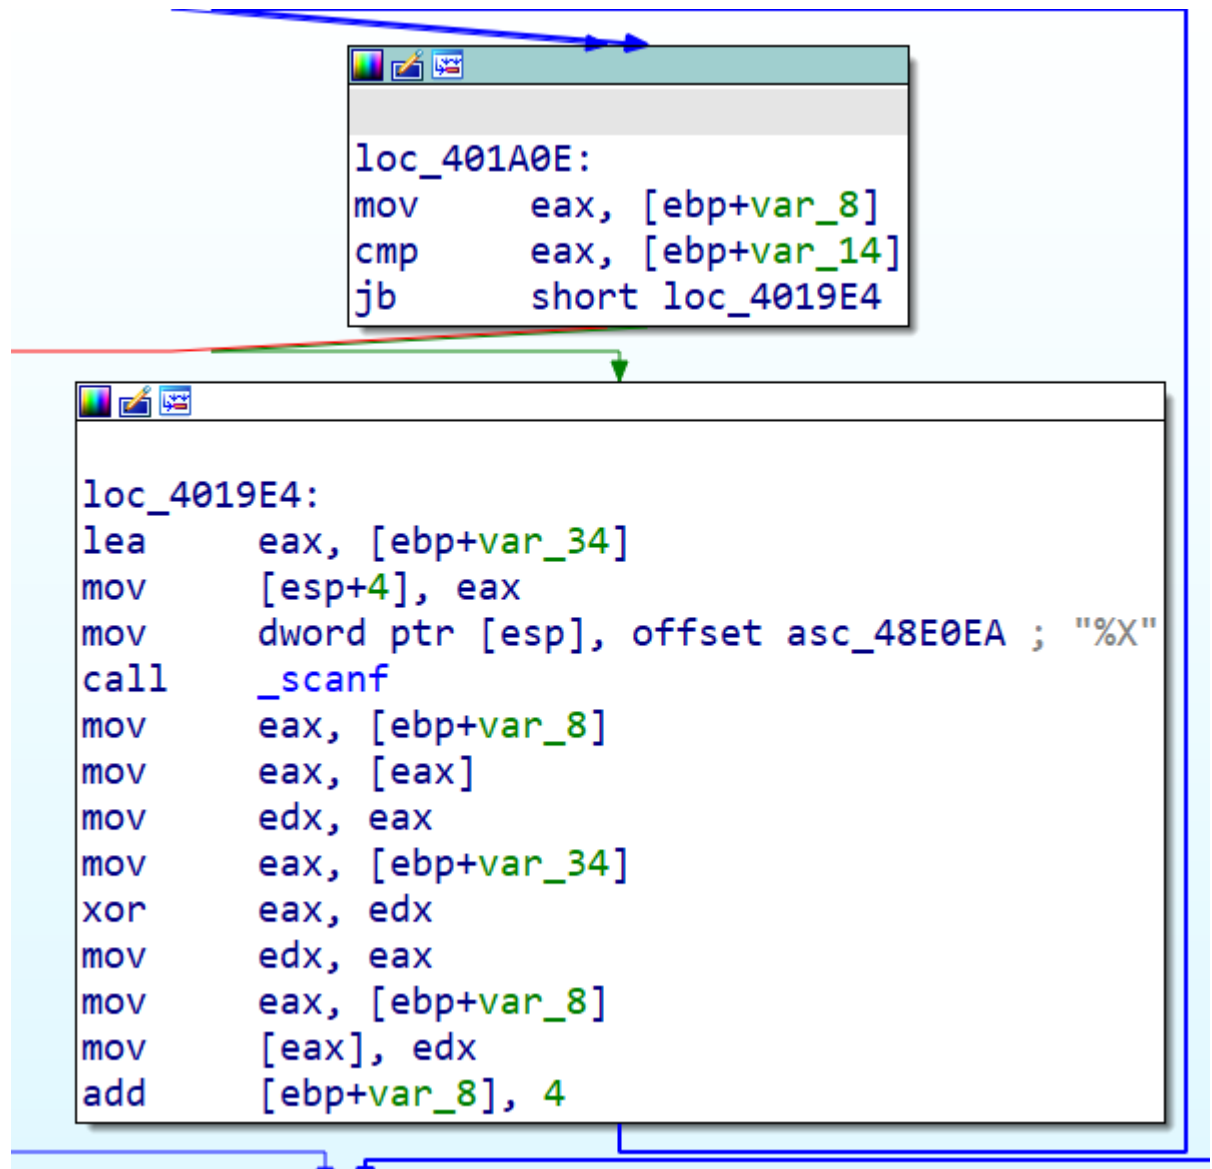 loc_401A0E:
mov eax, [ebp+var_8]
cmp eax, [ebp+var_14]
jb short loc_4019E4
loc_4019E4:
lea eax, [ebp+var_34]
mov [esp+4], eax
mov dword ptr [esp], offset asc_48E0EA ; "%X"
call _scanf
mov eax, [ebp+var_8]
mov eax, [eax]
mov edx, eax
mov eax, [ebp+var_34]
xor eax, edx
mov edx, eax
mov eax, [ebp+var_8]
mov [eax], edx
add [ebp+var_8], 4